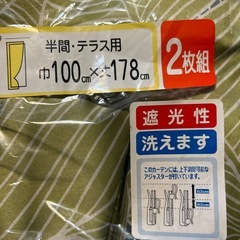 半間・テラス用
巾100cm×丈178cm
2枚組
遮光性
洗えます
このカーテンには、上下調節可能な
アジャスターが付いています。